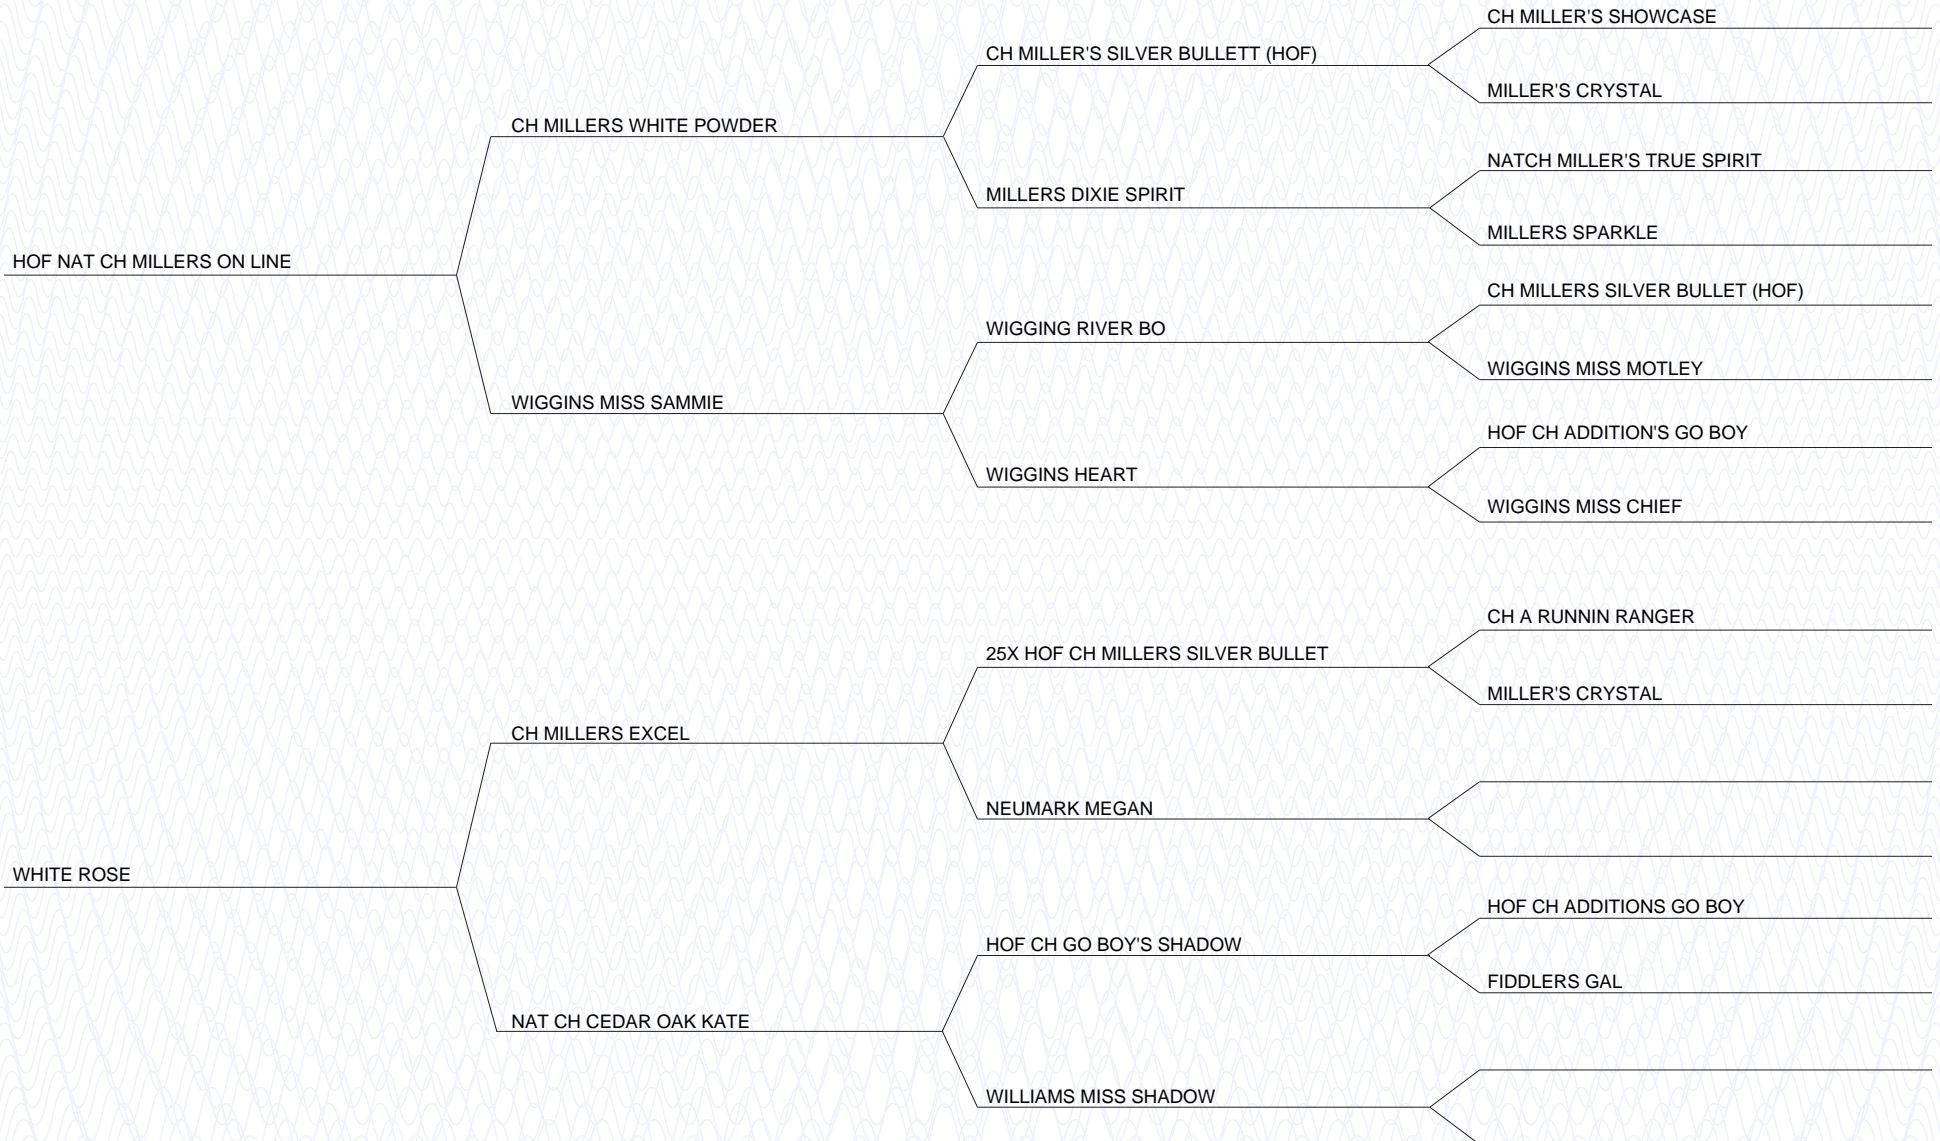 CH MILLER'S SHOWCASE
CH MILLER'S SILVER BULLETT (HOF)
MILLER'S CRYSTAL
CH MILLERS WHITE POWDER
NATCH MILLER'S TRUE SPIRIT
MILLERS DIXIE SPIRIT
MILLERS SPARKLE
HOF NAT CH MILLERS ON LINE
CH MILLERS SILVER BULLET (HOF)
WIGGING RIVER BO
WIGGINS MISS MOTLEY
WIGGINS MISS SAMMIE
HOF CH ADDITION'S GO BOY
WIGGINS HEART
WIGGINS MISS CHIEF
CH A RUNNIN RANGER
25X HOF CH MILLERS SILVER BULLET
MILLER'S CRYSTAL
CH MILLERS EXCEL
NEUMARK MEGAN
WHITE ROSE
HOF CH ADDITIONS GO BOY
HOF CH GO BOY'S SHADOW
FIDDLERS GAL
NAT CH CEDAR OAK KATE
WILLIAMS MISS SHADOW